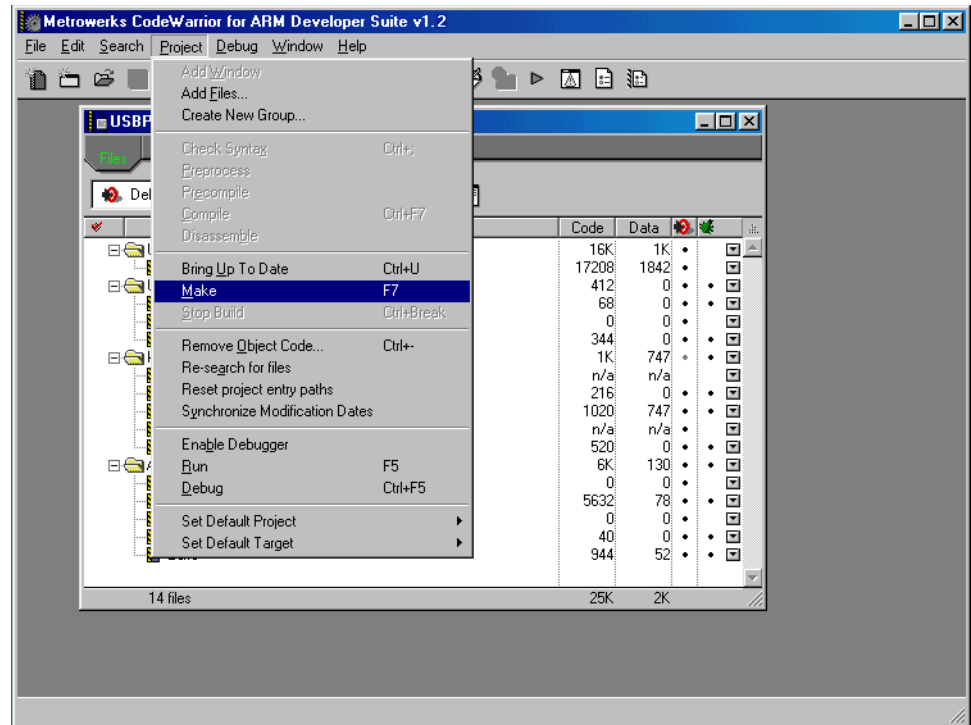 Metrowerks CodeWarrior for ARM Developer Suite v1.2
File Edit Search Project Debug Window Help
Add Window
Add Files...
Create New Group...
Check Syntax Ctrl+;
Preprocess
Precompile
Compile Ctrl+F7
Disassemble
Bring Up To Date Ctrl+U
Make F7
Stop Build Ctrl+Break
Remove Object Code... Ctrl+-
Re-search for files
Reset project entry paths
Synchronize Modification Dates
Enable Debugger
Run F5
Debug Ctrl+F5
Set Default Project
Set Default Target
USBP
Files
Del
Code Data
16K 1K
17208 1842
412 0
68 0
0 0
344 0
1K 747
n/a n/a
216 0
1020 747
n/a n/a
520 0
6K 130
0 0
5632 78
0 0
40 0
944 52
14 files 25K 2K